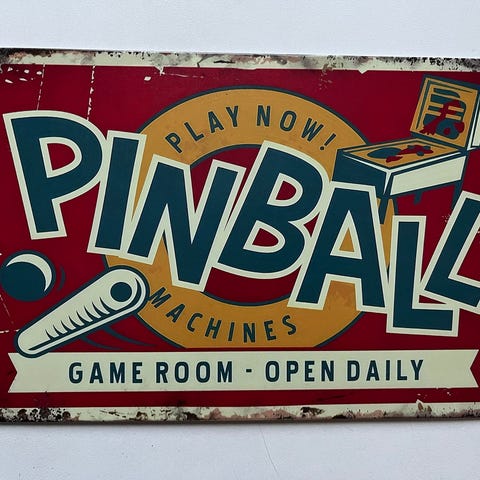 PLAY NOW!
PINBALL
MACHINES
GAME ROOM - OPEN DAILY